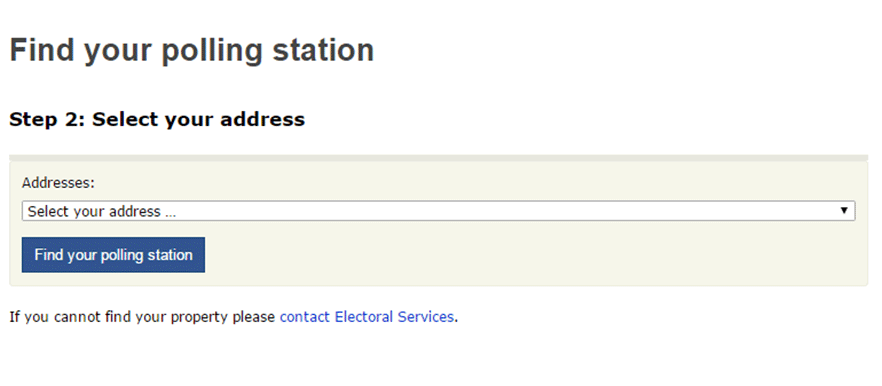 Find your polling station
Step 2: Select your address
Addresses:
Select your address ...
Find your polling station
If you cannot find your property please contact Electoral Services.